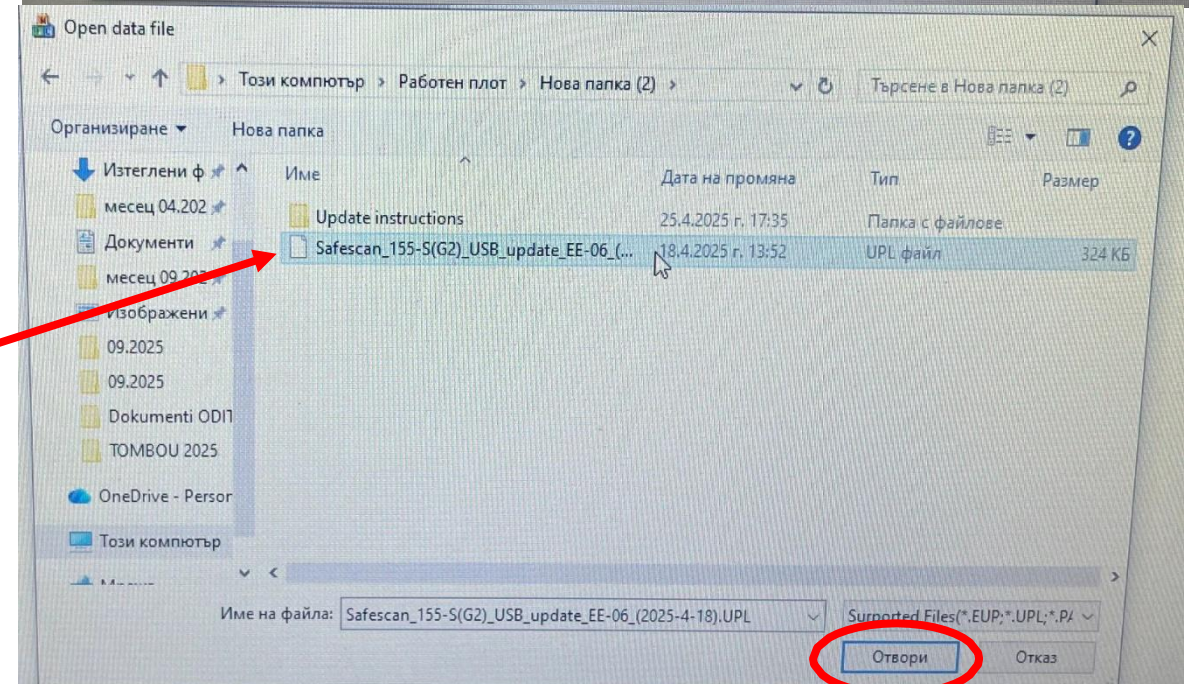 Open data file
Този компютър > Работен плот > Нова папка (2) >
Търсене в Нова папка (2)
Организиране
Нова папка
Име
Дата на промяна
Тип
Размер
Изтеглени ф
месец 04.202
Документи
месец 09.202
Изображени
09.2025
09.2025
Dokumenti ODIT
TOMBOU 2025
OneDrive - Person
Този компютър
Update instructions
25.4.2025 г. 17:35
Папка с файлове
Safescan_155-S(G2)_USB_update_EE-06_(...
18.4.2025 г. 13:52
UPL файл
324 КБ
Име на файла:
Safescan_155-S(G2)_USB_update_EE-06_(2025-4-18).UPL
Surported Files(*.EUP;*.UPL;*.PA
Отвори
Отказ